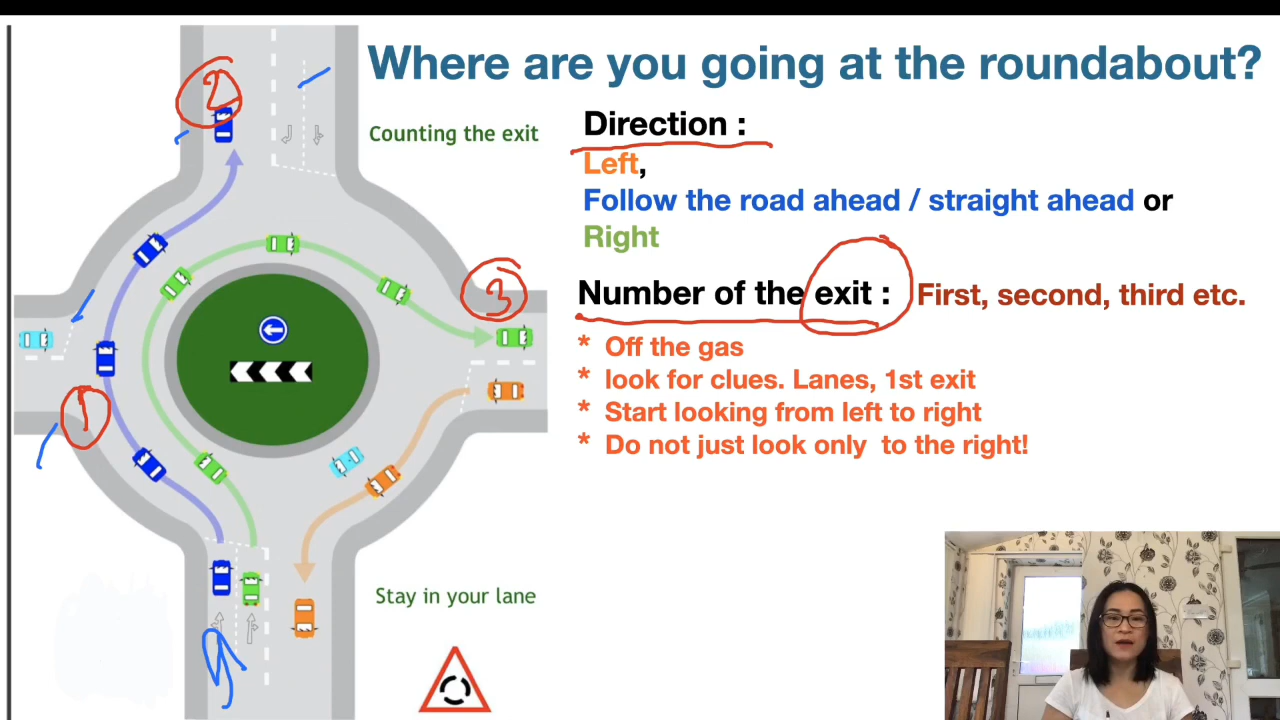 Where are you going at the roundabout?
Counting the exit
Direction :
Left,
Follow the road ahead / straight ahead or
Right
Number of the exit : First, second, third etc.
* Off the gas
* look for clues. Lanes, 1st exit
* Start looking from left to right
* Do not just look only to the right!
Stay in your lane
2
3
1